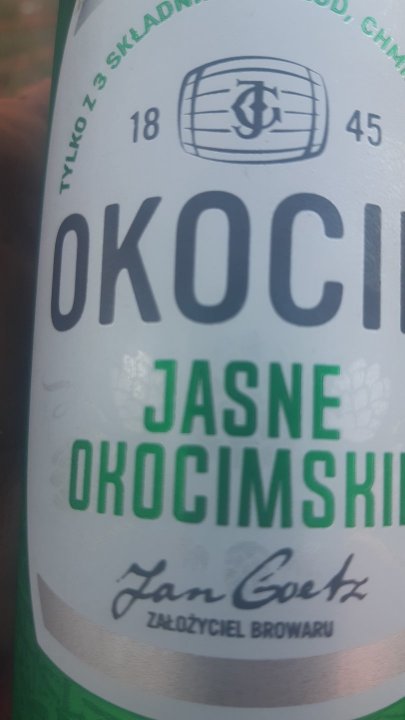 TYLKO Z 3
18 45
OKOCI
JASNE
OKOCIMSKI
Jan Goetz
ZAŁOŻYCIEL BROWARU